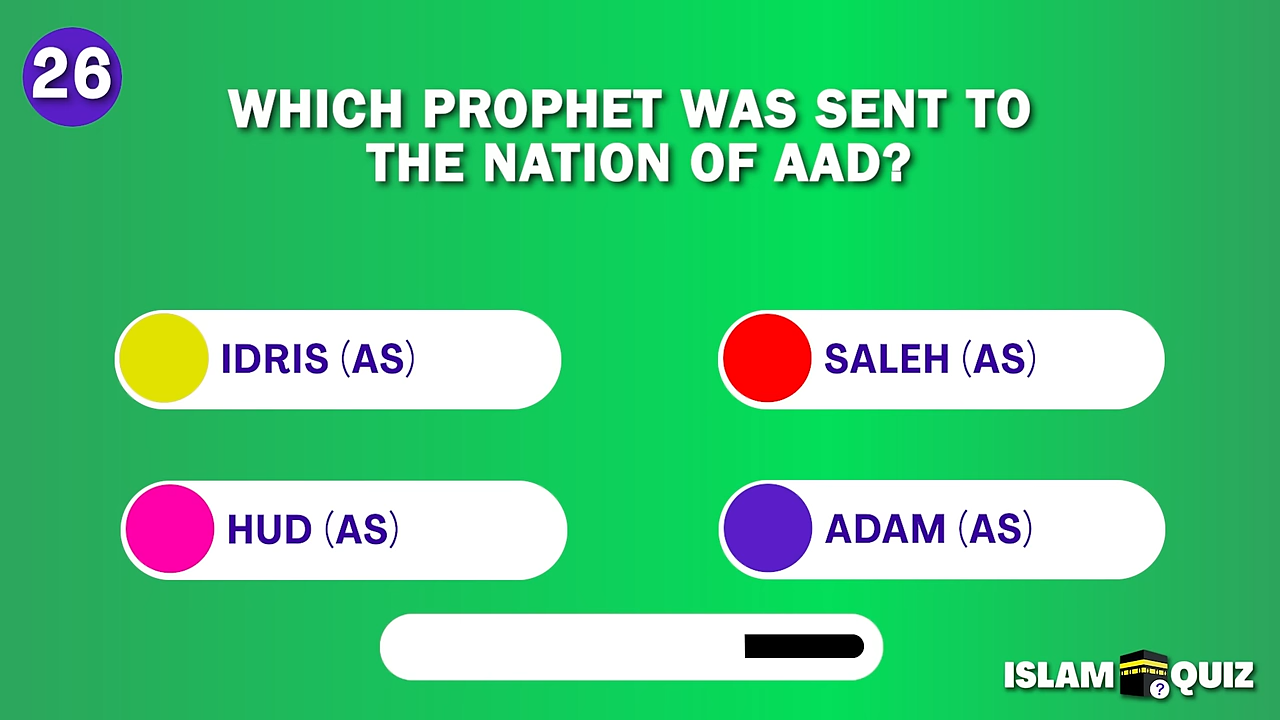 26
WHICH PROPHET WAS SENT TO
THE NATION OF AAD?
IDRIS (AS)
SALEH (AS)
HUD (AS)
ADAM (AS)
ISLAM ? QUIZ